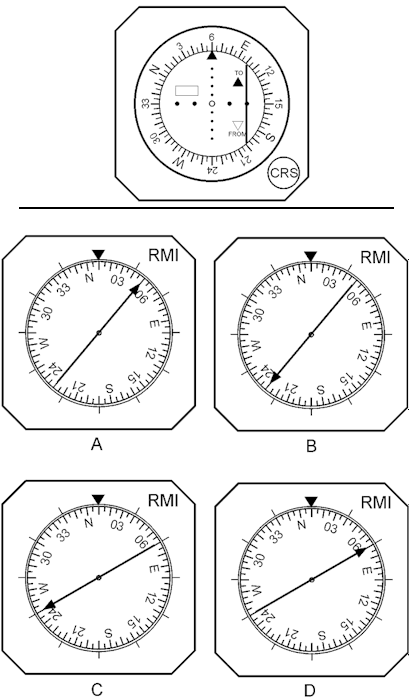 6
3 E
N TO 12
33 15
30 FROM S
W 24 21
CRS
RMI
33 N 03
30 06
W E
24 12
21 S 15
RMI
33 N 03
30 06
W E
24 12
21 S 15
A B
RMI
33 N 03
30 06
W E
24 12
21 S 15
RMI
33 N 03
30 06
W E
24 12
21 S 15
C D